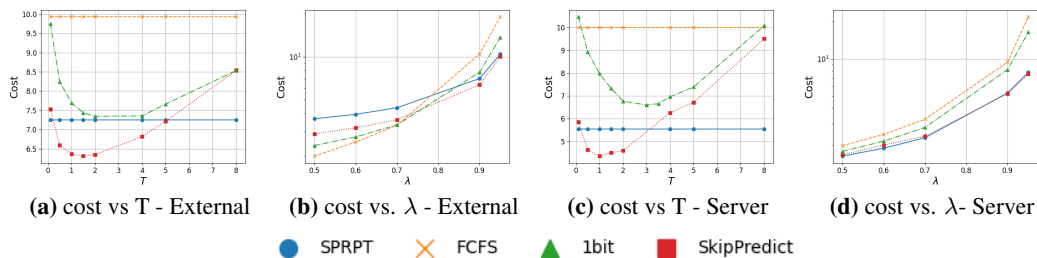 10.0
9.5
9.0
8.5
8.0
7.5
7.0
6.5
Cost
0 1 2 3 4 5 6 7 8
T
10¹
Cost
0.5 0.6 0.7 0.8 0.9
λ
10
9
8
7
6
5
Cost
0 1 2 3 4 5 6 7 8
T
10¹
Cost
0.5 0.6 0.7 0.8 0.9
λ
(a) cost vs T - External
(b) cost vs. λ - External
(c) cost vs T - Server
(d) cost vs. λ- Server
SPRPT FCFS 1bit SkipPredict